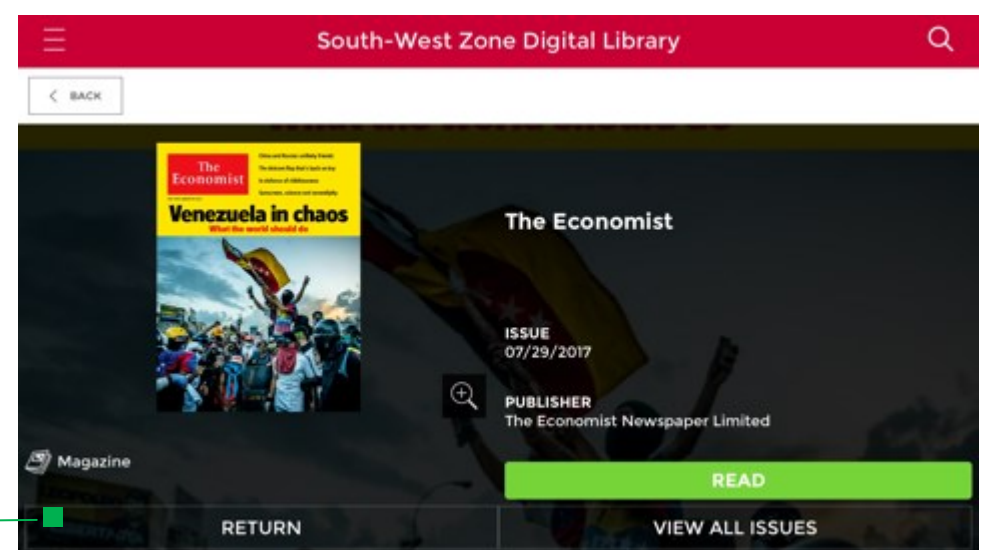 South-West Zone Digital Library
BACK
The
Economist
Venezuela in chaos
What the world should do
The Economist
ISSUE
07/29/2017
PUBLISHER
The Economist Newspaper Limited
Magazine
READ
RETURN
VIEW ALL ISSUES